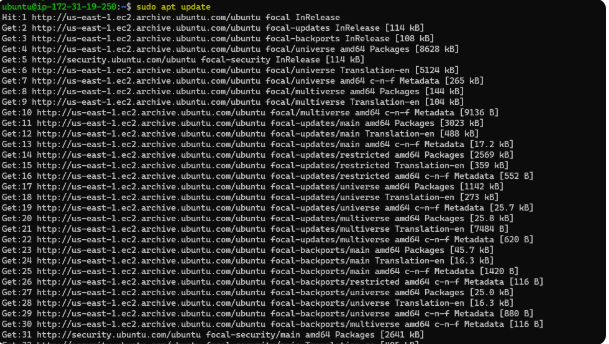 ubuntu@ip-172-31-19-250:~$ sudo apt update
Hit:1 http://us-east-1.ec2.archive.ubuntu.com/ubuntu focal InRelease
Get:2 http://us-east-1.ec2.archive.ubuntu.com/ubuntu focal-updates InRelease [114 kB]
Get:3 http://us-east-1.ec2.archive.ubuntu.com/ubuntu focal-backports InRelease [108 kB]
Get:4 http://us-east-1.ec2.archive.ubuntu.com/ubuntu focal/universe amd64 Packages [8628 kB]
Get:5 http://security.ubuntu.com/ubuntu focal-security InRelease [114 kB]
Get:6 http://us-east-1.ec2.archive.ubuntu.com/ubuntu focal/universe Translation-en [5124 kB]
Get:7 http://us-east-1.ec2.archive.ubuntu.com/ubuntu focal/universe amd64 c-n-f Metadata [265 kB]
Get:8 http://us-east-1.ec2.archive.ubuntu.com/ubuntu focal/multiverse amd64 Packages [144 kB]
Get:9 http://us-east-1.ec2.archive.ubuntu.com/ubuntu focal/multiverse Translation-en [104 kB]
Get:10 http://us-east-1.ec2.archive.ubuntu.com/ubuntu focal/multiverse amd64 c-n-f Metadata [9136 B]
Get:11 http://us-east-1.ec2.archive.ubuntu.com/ubuntu focal-updates/main amd64 Packages [3023 kB]
Get:12 http://us-east-1.ec2.archive.ubuntu.com/ubuntu focal-updates/main Translation-en [488 kB]
Get:13 http://us-east-1.ec2.archive.ubuntu.com/ubuntu focal-updates/main amd64 c-n-f Metadata [17.2 kB]
Get:14 http://us-east-1.ec2.archive.ubuntu.com/ubuntu focal-updates/restricted amd64 Packages [2569 kB]
Get:15 http://us-east-1.ec2.archive.ubuntu.com/ubuntu focal-updates/restricted Translation-en [359 kB]
Get:16 http://us-east-1.ec2.archive.ubuntu.com/ubuntu focal-updates/restricted amd64 c-n-f Metadata [552 B]
Get:17 http://us-east-1.ec2.archive.ubuntu.com/ubuntu focal-updates/universe amd64 Packages [1142 kB]
Get:18 http://us-east-1.ec2.archive.ubuntu.com/ubuntu focal-updates/universe Translation-en [273 kB]
Get:19 http://us-east-1.ec2.archive.ubuntu.com/ubuntu focal-updates/universe amd64 c-n-f Metadata [25.7 kB]
Get:20 http://us-east-1.ec2.archive.ubuntu.com/ubuntu focal-updates/multiverse amd64 Packages [25.8 kB]
Get:21 http://us-east-1.ec2.archive.ubuntu.com/ubuntu focal-updates/multiverse Translation-en [7484 B]
Get:22 http://us-east-1.ec2.archive.ubuntu.com/ubuntu focal-updates/multiverse amd64 c-n-f Metadata [620 B]
Get:23 http://us-east-1.ec2.archive.ubuntu.com/ubuntu focal-backports/main amd64 Packages [45.7 kB]
Get:24 http://us-east-1.ec2.archive.ubuntu.com/ubuntu focal-backports/main Translation-en [16.3 kB]
Get:25 http://us-east-1.ec2.archive.ubuntu.com/ubuntu focal-backports/main amd64 c-n-f Metadata [1420 B]
Get:26 http://us-east-1.ec2.archive.ubuntu.com/ubuntu focal-backports/restricted amd64 c-n-f Metadata [116 B]
Get:27 http://us-east-1.ec2.archive.ubuntu.com/ubuntu focal-backports/universe amd64 Packages [25.0 kB]
Get:28 http://us-east-1.ec2.archive.ubuntu.com/ubuntu focal-backports/universe Translation-en [16.3 kB]
Get:29 http://us-east-1.ec2.archive.ubuntu.com/ubuntu focal-backports/universe amd64 c-n-f Metadata [880 B]
Get:30 http://us-east-1.ec2.archive.ubuntu.com/ubuntu focal-backports/multiverse amd64 c-n-f Metadata [116 B]
Get:31 http://security.ubuntu.com/ubuntu focal-security/main amd64 Packages [2641 kB]